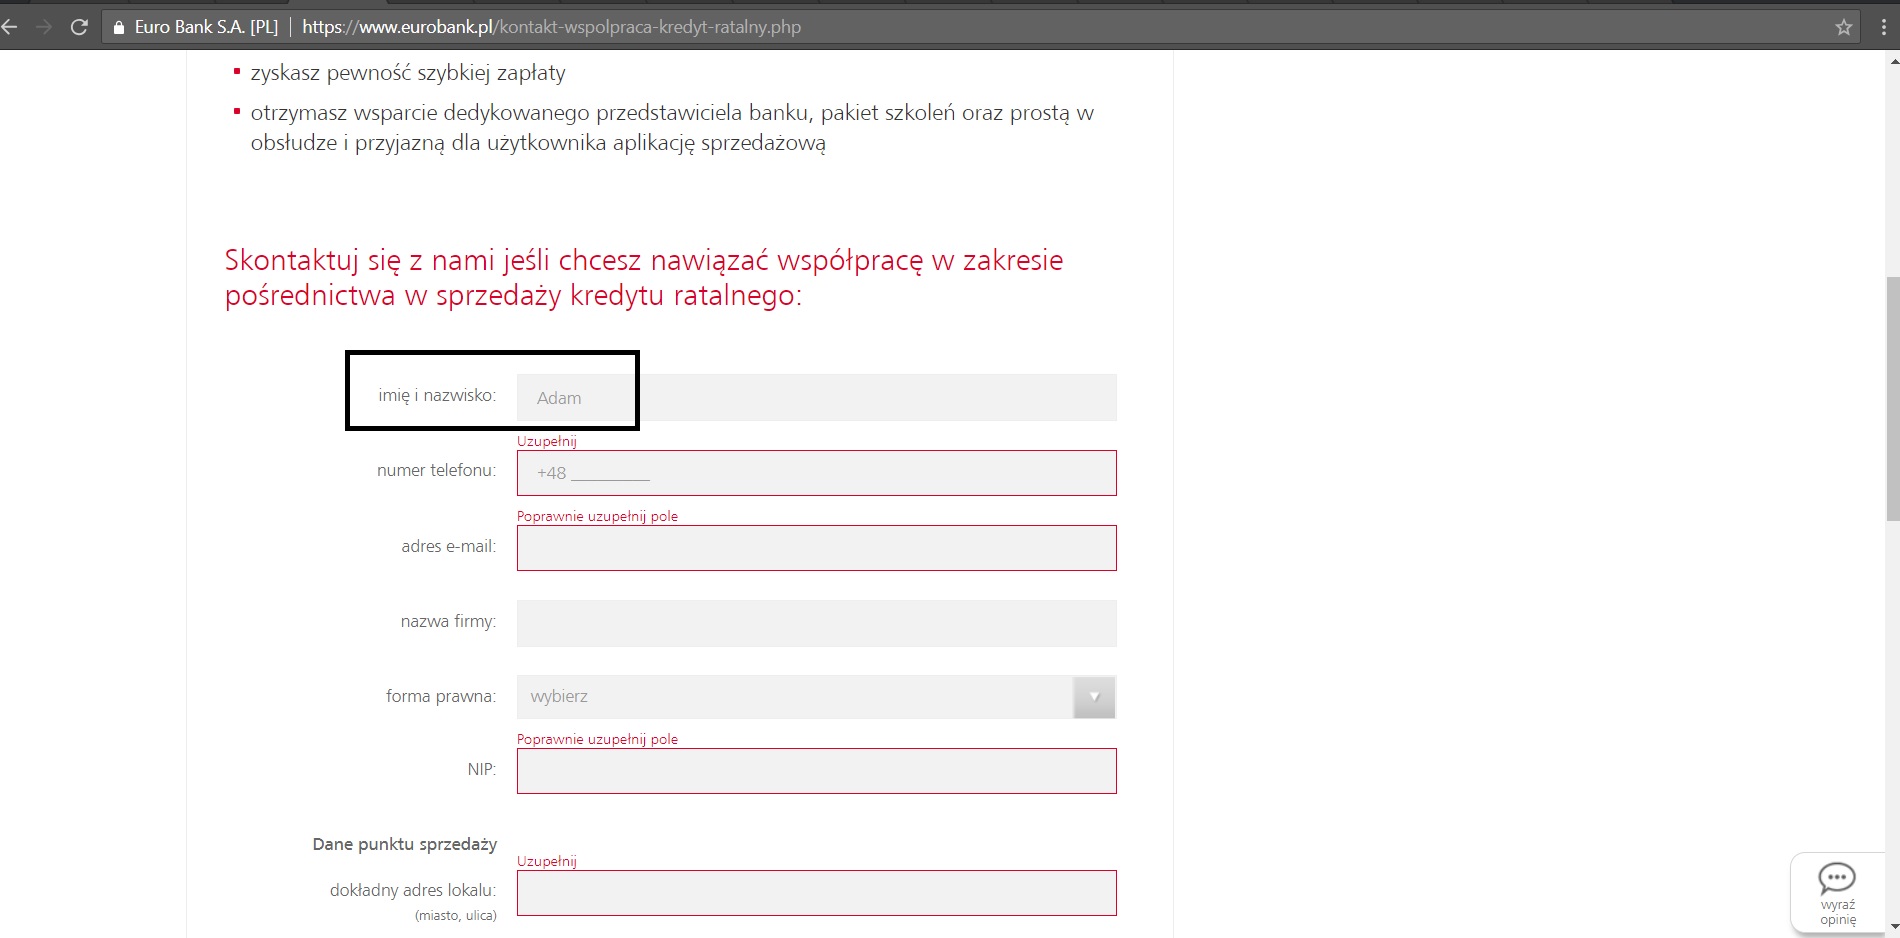 Euro Bank S.A. [PL] | https://www.eurobank.pl/kontakt-wspolpraca-kredyt-ratalny.php
zyskasz pewność szybkiej zapłaty
otrzymasz wsparcie dedykowanego przedstawiciela banku, pakiet szkoleń oraz prostą w
obsłudze i przyjazną dla użytkownika aplikację sprzedażową
Skontaktuj się z nami jeśli chcesz nawiązać współpracę w zakresie
pośrednictwa w sprzedaży kredytu ratalnego:
imię i nazwisko: Adam
Uzupełnij
numer telefonu: +48 _________
Poprawnie uzupełnij pole
adres e-mail:
nazwa firmy:
forma prawna: wybierz
Poprawnie uzupełnij pole
NIP:
Dane punktu sprzedaży
Uzupełnij
dokładny adres lokalu:
(miasto, ulica)
wyraź
opinię